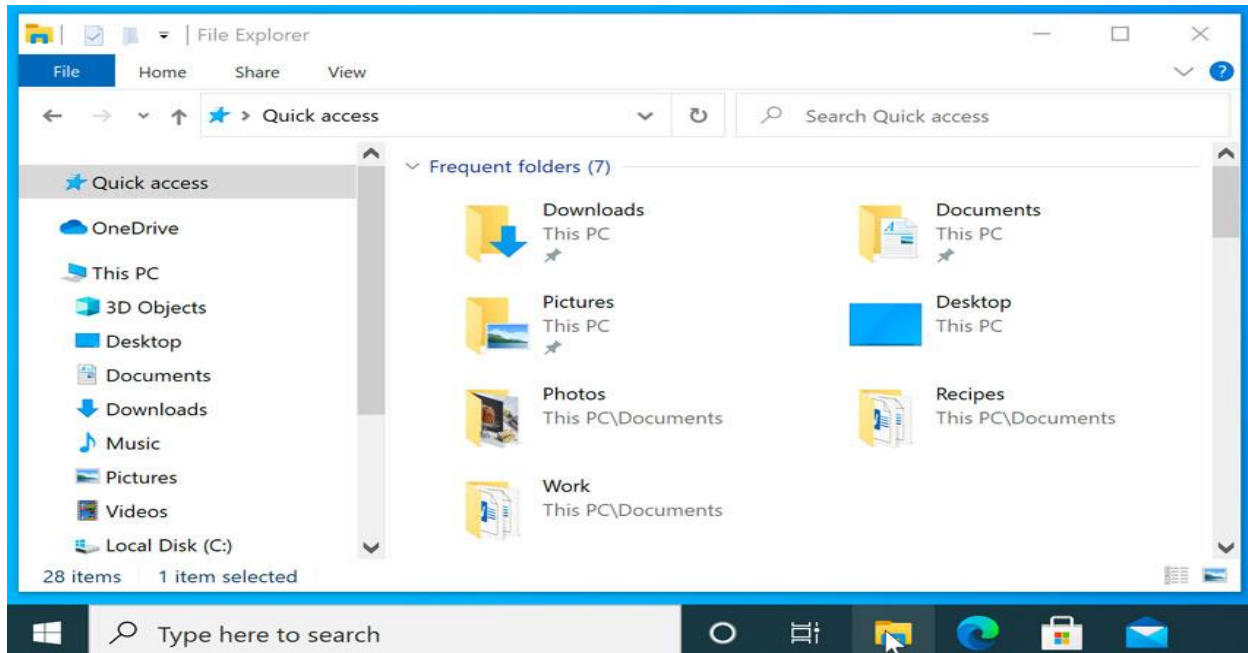 File Explorer
File Home Share View
Quick access
Search Quick access
Quick access
OneDrive
This PC
3D Objects
Desktop
Documents
Downloads
Music
Pictures
Videos
Local Disk (C:)
Frequent folders (7)
Downloads
This PC
Documents
This PC
Pictures
This PC
Desktop
This PC
Photos
This PC\Documents
Recipes
This PC\Documents
Work
This PC\Documents
28 items 1 item selected
Type here to search